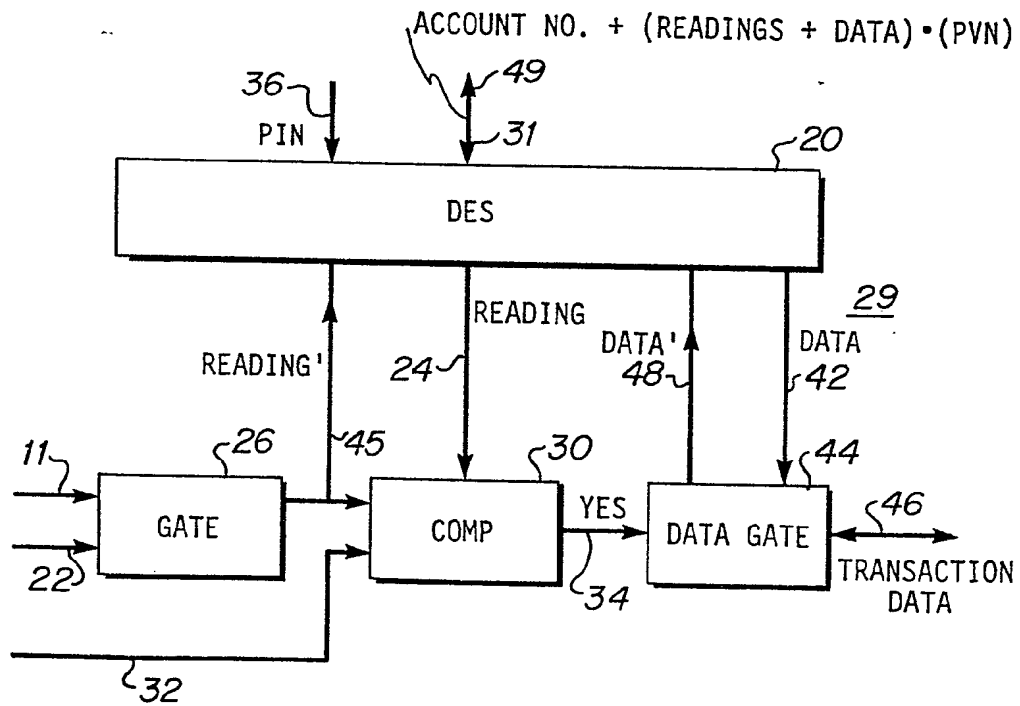 ACCOUNT NO. + (READINGS + DATA)•(PVN)
36
49
PIN
31
20
DES
29
READING
READING'
24
DATA'
48
DATA
42
11
26
45
30
44
GATE
COMP
YES
DATA GATE
46
22
34
TRANSACTION
DATA
32